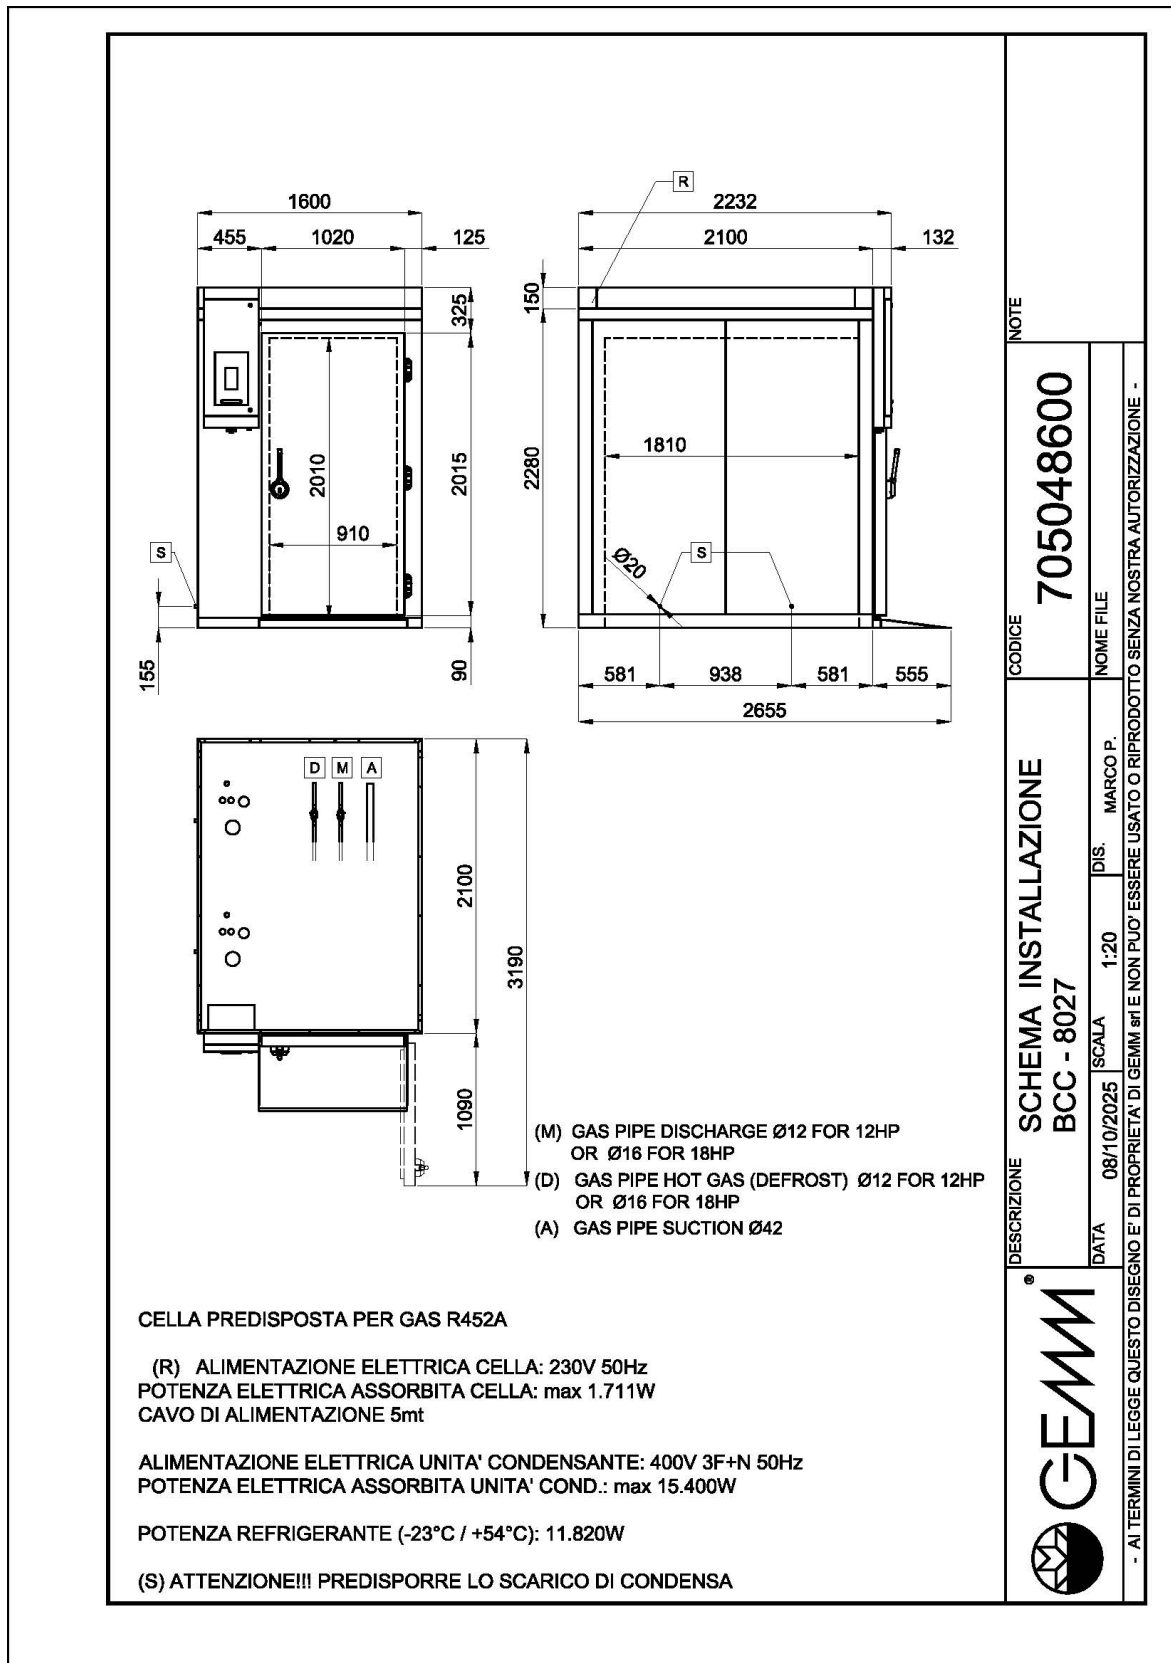 R
1600
2232
455
1020
125
2100
132
325
150
2010
2015
910
1810
2280
S
S
Ø20
155
90
581
938
581
555
2655
D
M
A
2100
3190
1090
(M) GAS PIPE DISCHARGE Ø12 FOR 12HP
OR Ø16 FOR 18HP
(D) GAS PIPE HOT GAS (DEFROST) Ø12 FOR 12HP
OR Ø16 FOR 18HP
(A) GAS PIPE SUCTION Ø42
CELLA PREDISPOSTA PER GAS R452A
(R) ALIMENTAZIONE ELETTRICA CELLA: 230V 50Hz
POTENZA ELETTRICA ASSORBITA CELLA: max 1.711W
CAVO DI ALIMENTAZIONE 5mt
ALIMENTAZIONE ELETTRICA UNITA' CONDENSANTE: 400V 3F+N 50Hz
POTENZA ELETTRICA ASSORBITA UNITA' COND.: max 15.400W
POTENZA REFRIGERANTE (-23°C / +54°C): 11.820W
(S) ATTENZIONE!!! PREDISPORRE LO SCARICO DI CONDENSA
GEMM®
DESCRIZIONE
SCHEMA INSTALLAZIONE
BCC - 8027
CODICE
705048600
NOTE
DATA
08/10/2025
SCALA
1:20
DIS.
MARCO P.
NOME FILE
- AI TERMINI DI LEGGE QUESTO DISEGNO E' DI PROPRIETA' DI GEMM srl E NON PUO' ESSERE USATO O RIPRODOTTO SENZA NOSTRA AUTORIZZAZIONE -